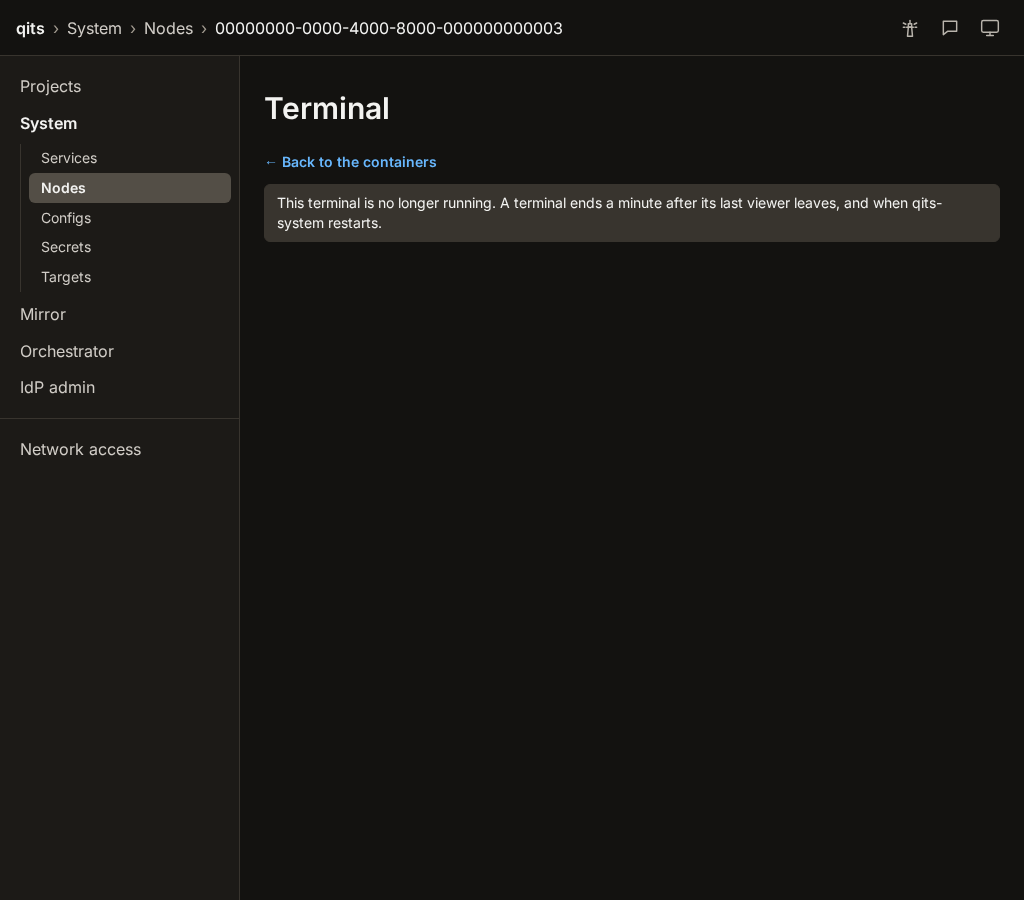 qits › System › Nodes › 00000000-0000-4000-8000-000000000003
Projects
System
Services
Nodes
Configs
Secrets
Targets
Mirror
Orchestrator
IdP admin
Network access
Terminal
← Back to the containers
This terminal is no longer running. A terminal ends a minute after its last viewer leaves, and when qits-
system restarts.